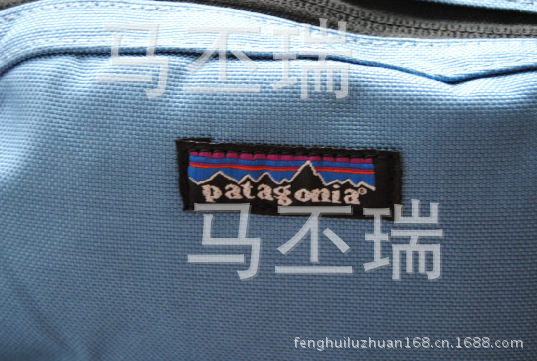 马丕瑞
patagonia®
马丕瑞
fenghuiluzhuan168.cn.1688.com